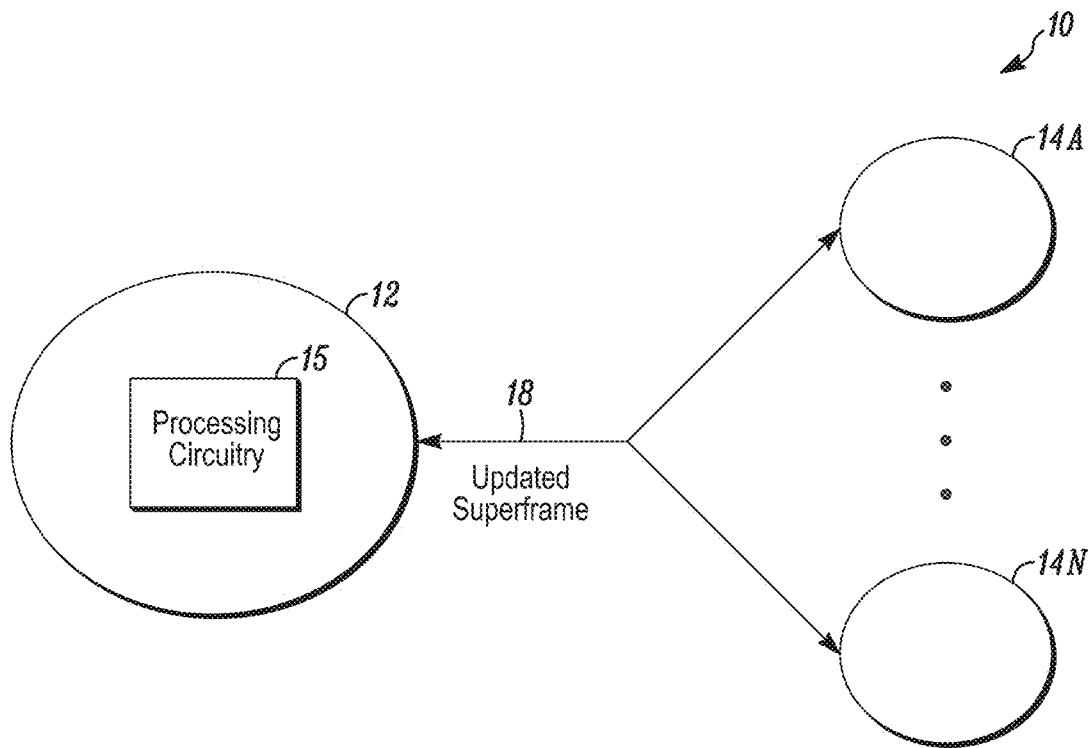 10
14A
12
15
Processing
Circuitry
18
Updated
Superframe
14N